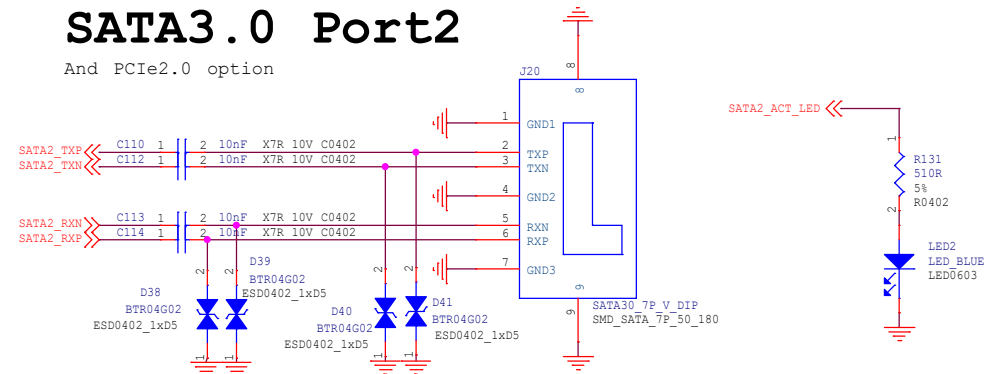 SATA3.0 Port2
And PCIe2.0 option
J20
8
8
1 GND1
SATA2_TXP C110 1 2 10nF X7R 10V C0402 2 TXP
SATA2_TXN C112 1 2 10nF X7R 10V C0402 3 TXN
4 GND2
SATA2_RXN C113 1 2 10nF X7R 10V C0402 5 RXN
SATA2_RXP C114 1 2 10nF X7R 10V C0402 6 RXP
7 GND3
9
9
SATA30_7P_V_DIP
SMD_SATA_7P_50_180
2
D38
BTR04G02
ESD0402_1xD5
1
2
D39
BTR04G02
ESD0402_1xD5
1
2
D40
BTR04G02
ESD0402_1xD5
1
2
D41
BTR04G02
ESD0402_1xD5
1
SATA2_ACT_LED
1
R131
510R
5%
R0402
2
LED2
LED_BLUE
LED0603